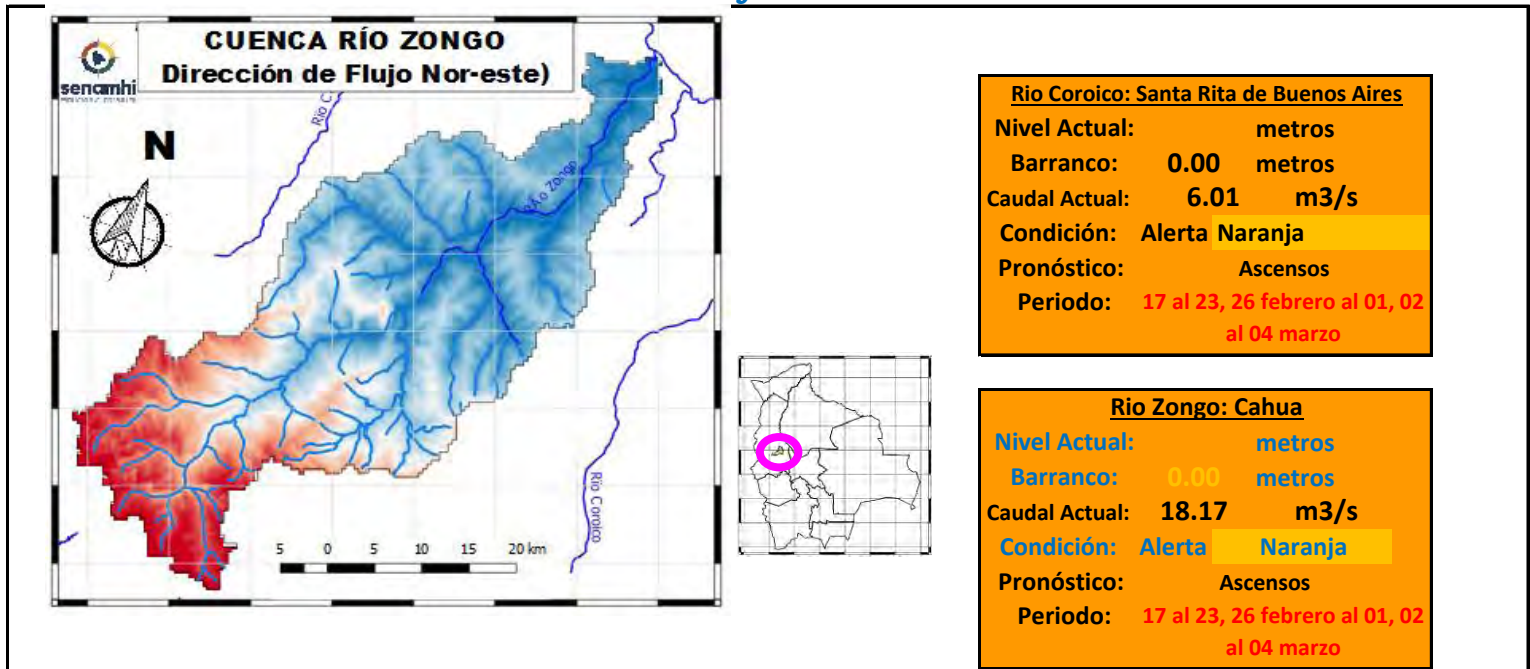 CUENCA RÍO ZONGO
Dirección de Flujo Nor-este)
senamhi
Río C
N
RÃ­o Zongo
Río Coroico
5 0 5 10 15 20 km
Rio Coroico: Santa Rita de Buenos Aires
Nivel Actual: metros
Barranco: 0.00 metros
Caudal Actual: 6.01 m3/s
Condición: Alerta Naranja
Pronóstico: Ascensos
Periodo: 17 al 23, 26 febrero al 01, 02
al 04 marzo
Rio Zongo: Cahua
Nivel Actual: metros
Barranco: 0.00 metros
Caudal Actual: 18.17 m3/s
Condición: Alerta Naranja
Pronóstico: Ascensos
Periodo: 17 al 23, 26 febrero al 01, 02
al 04 marzo